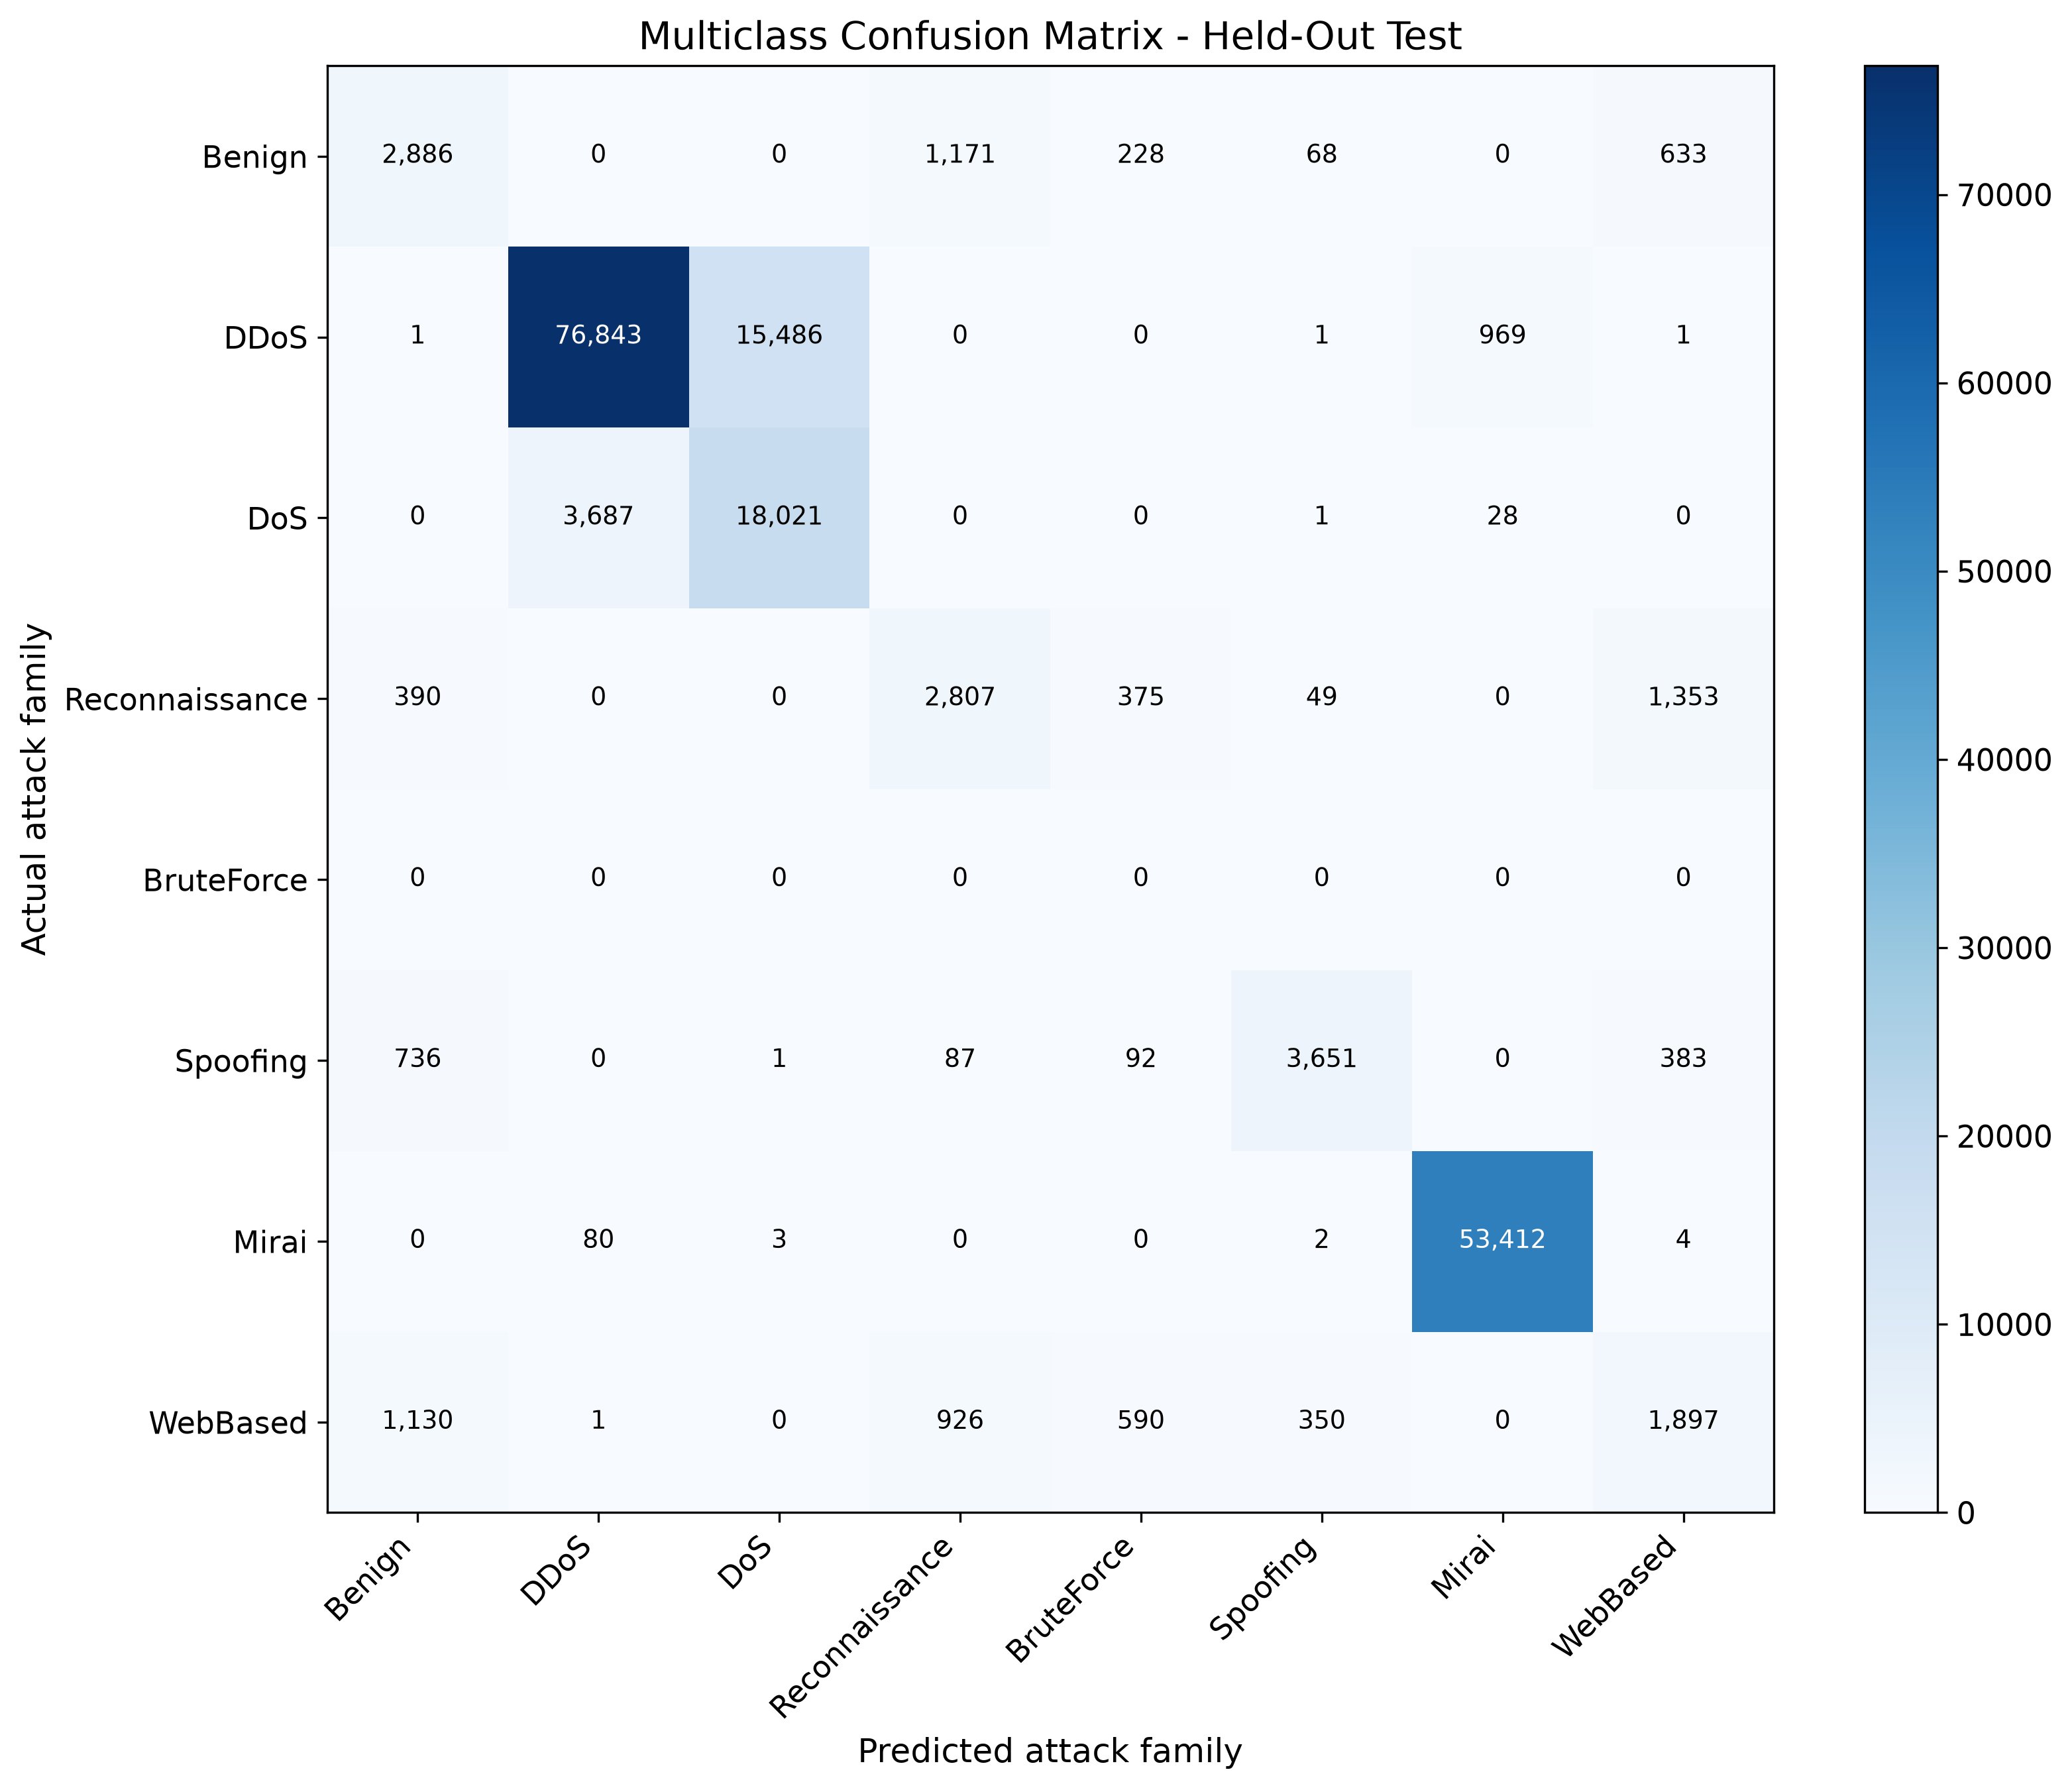 Multiclass Confusion Matrix - Held-Out Test
Actual attack family
Benign 2,886 0 0 1,171 228 68 0 633
DDoS 1 76,843 15,486 0 0 1 969 1
DoS 0 3,687 18,021 0 0 1 28 0
Reconnaissance 390 0 0 2,807 375 49 0 1,353
BruteForce 0 0 0 0 0 0 0 0
Spoofing 736 0 1 87 92 3,651 0 383
Mirai 0 80 3 0 0 2 53,412 4
WebBased 1,130 1 0 926 590 350 0 1,897
Benign DDoS DoS Reconnaissance BruteForce Spoofing Mirai WebBased
Predicted attack family
70000
60000
50000
40000
30000
20000
10000
0